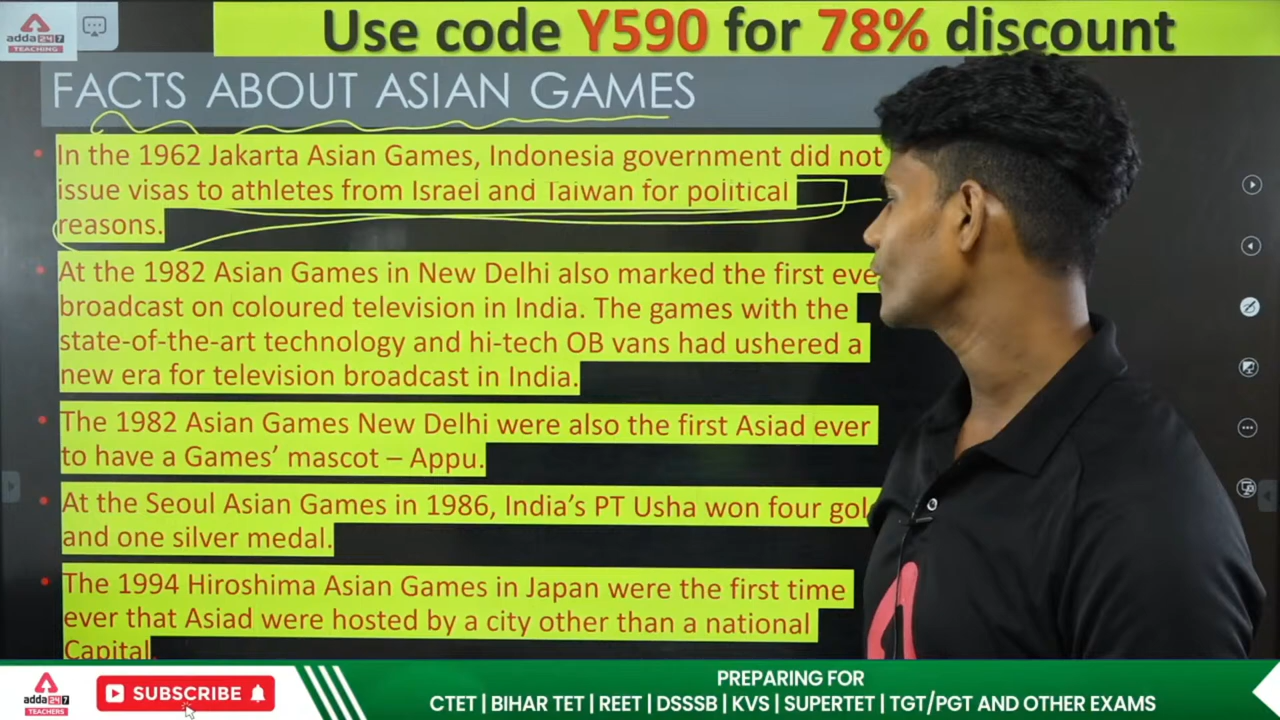 Use code Y590 for 78% discount
adda247
TEACHING
FACTS ABOUT ASIAN GAMES
In the 1962 Jakarta Asian Games, Indonesia government did not
issue visas to athletes from Israel and Taiwan for political
reasons.
At the 1982 Asian Games in New Delhi also marked the first eve
broadcast on coloured television in India. The games with the
state-of-the-art technology and hi-tech OB vans had ushered a
new era for television broadcast in India.
The 1982 Asian Games New Delhi were also the first Asiad ever
to have a Games' mascot – Appu.
At the Seoul Asian Games in 1986, India's PT Usha won four gol
and one silver medal.
The 1994 Hiroshima Asian Games in Japan were the first time
ever that Asiad were hosted by a city other than a national
Capital.
adda247
TEACHERS
SUBSCRIBE
PREPARING FOR
CTET | BIHAR TET | REET | DSSSB | KVS | SUPERTET | TGT/PGT AND OTHER EXAMS